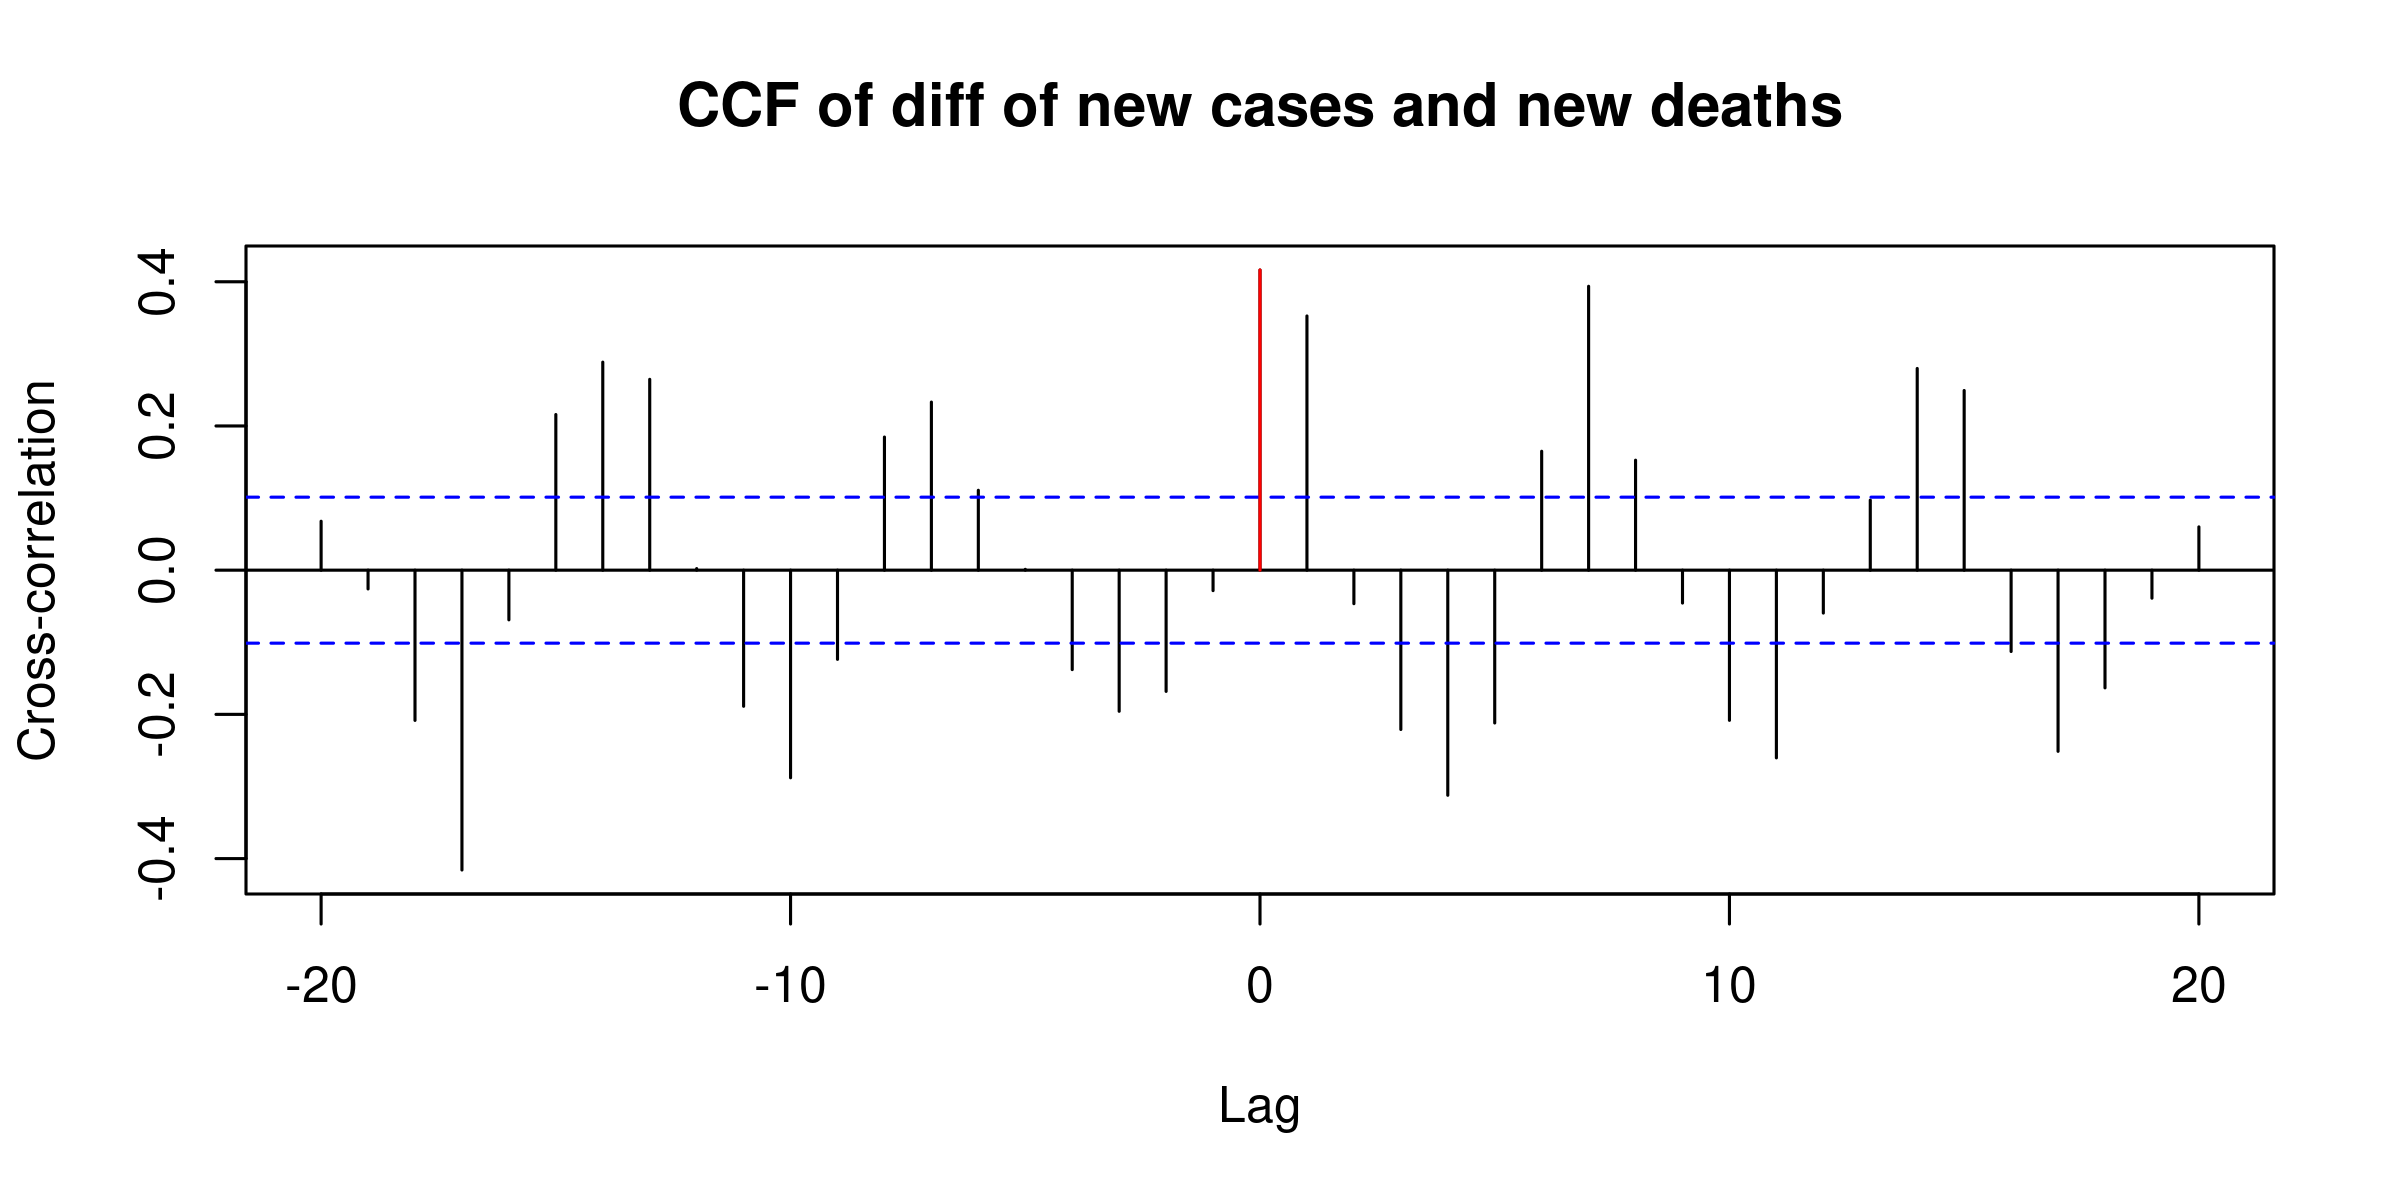 CCF of diff of new cases and new deaths
Cross-correlation
0.4
0.2
0.0
-0.2
-0.4
-20 -10 0 10 20
Lag